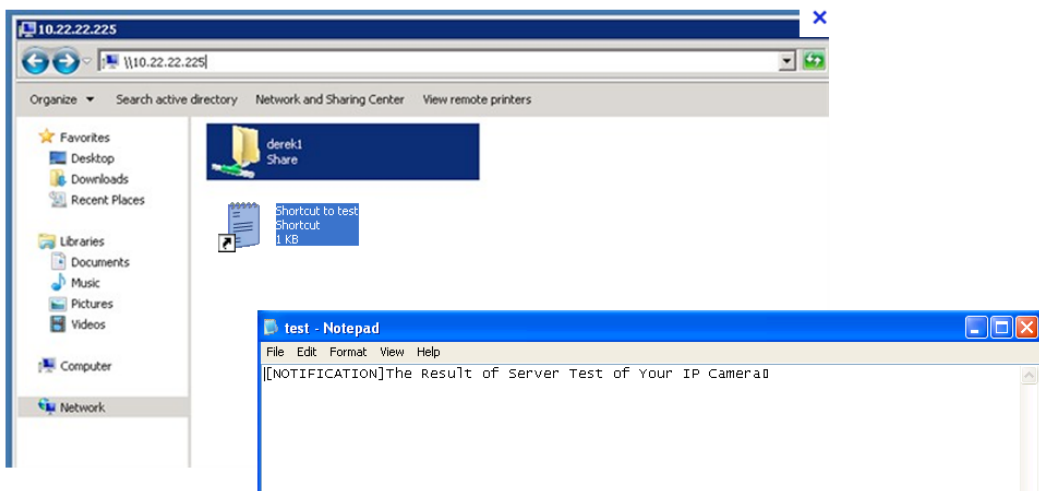 10.22.22.225
\\10.22.22.225
Organize Search active directory Network and Sharing Center View remote printers
Favorites
Desktop
Downloads
Recent Places
Libraries
Documents
Music
Pictures
Videos
Computer
Network
derek1
Share
Shortcut to test
Shortcut
1 KB
test - Notepad
File Edit Format View Help
[NOTIFICATION]The Result of Server Test of Your IP Camera